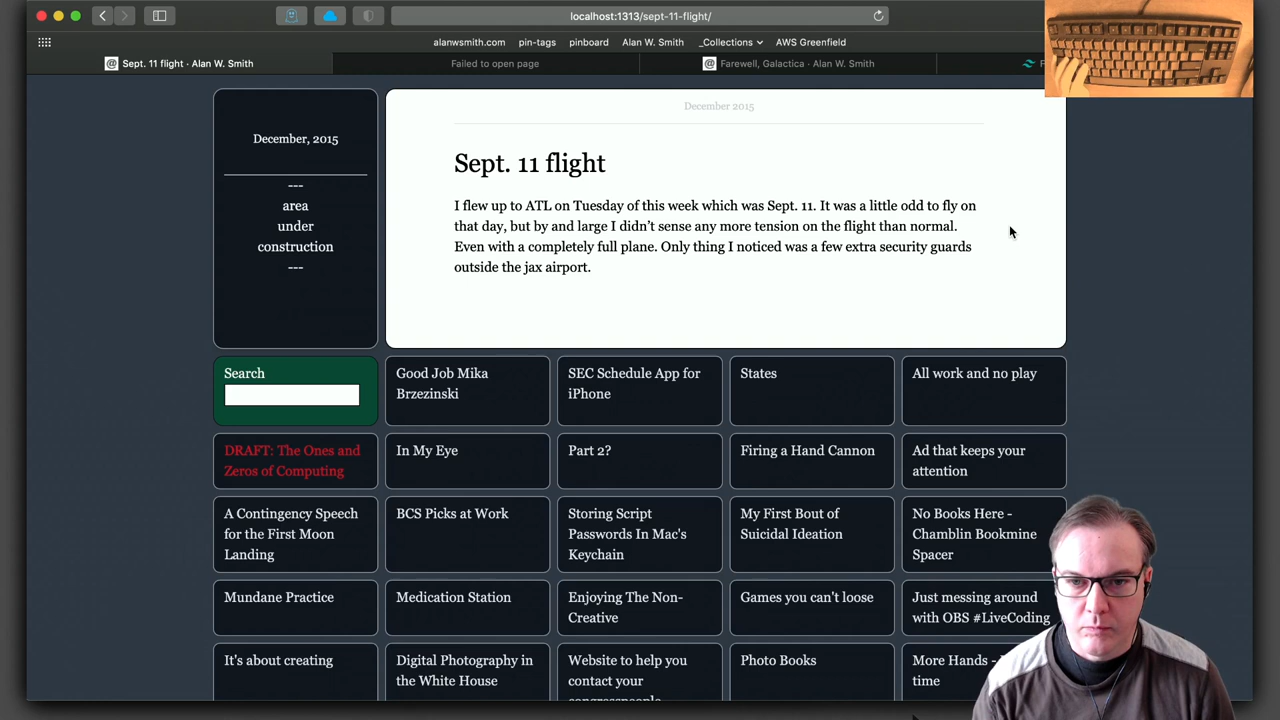 localhost:1313/sept-11-flight/
alanwsmith.com pin-tags pinboard Alan W. Smith _Collections AWS Greenfield
Sept. 11 flight · Alan W. Smith
Failed to open page
Farewell, Galactica · Alan W. Smith
December, 2015
---
area
under
construction
---
December 2015
Sept. 11 flight
I flew up to ATL on Tuesday of this week which was Sept. 11. It was a little odd to fly on
that day, but by and large I didn’t sense any more tension on the flight than normal.
Even with a completely full plane. Only thing I noticed was a few extra security guards
outside the jax airport.
Search
Good Job Mika
Brzezinski
SEC Schedule App for
iPhone
States
All work and no play
DRAFT: The Ones and
Zeros of Computing
In My Eye
Part 2?
Firing a Hand Cannon
Ad that keeps your
attention
A Contingency Speech
for the First Moon
Landing
BCS Picks at Work
Storing Script
Passwords In Mac's
Keychain
My First Bout of
Suicidal Ideation
No Books Here -
Chamblin Bookmine
Spacer
Mundane Practice
Medication Station
Enjoying The Non-
Creative
Games you can't loose
Just messing around
with OBS #LiveCoding
It's about creating
Digital Photography in
the White House
Website to help you
contact your
congresspeople
Photo Books
More Hands -
time